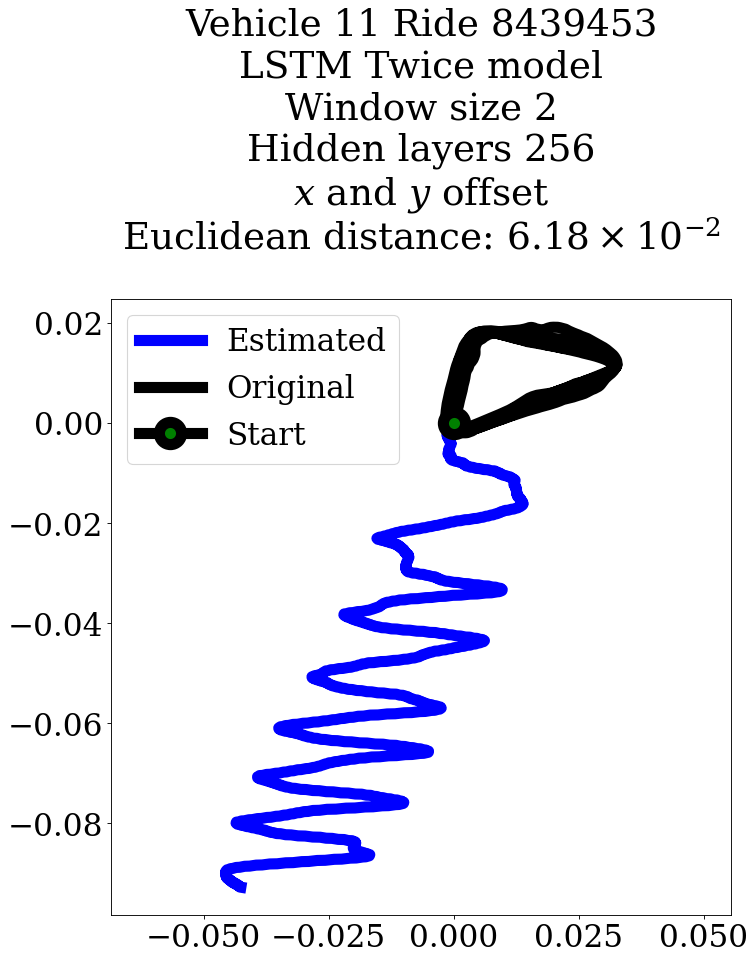 Vehicle 11 Ride 8439453
LSTM Twice model
Window size 2
Hidden layers 256
x and y offset
Euclidean distance: 6.18 × 10⁻²
Estimated
Original
Start
0.02
0.00
−0.02
−0.04
−0.06
−0.08
−0.050 −0.025 0.000 0.025 0.050